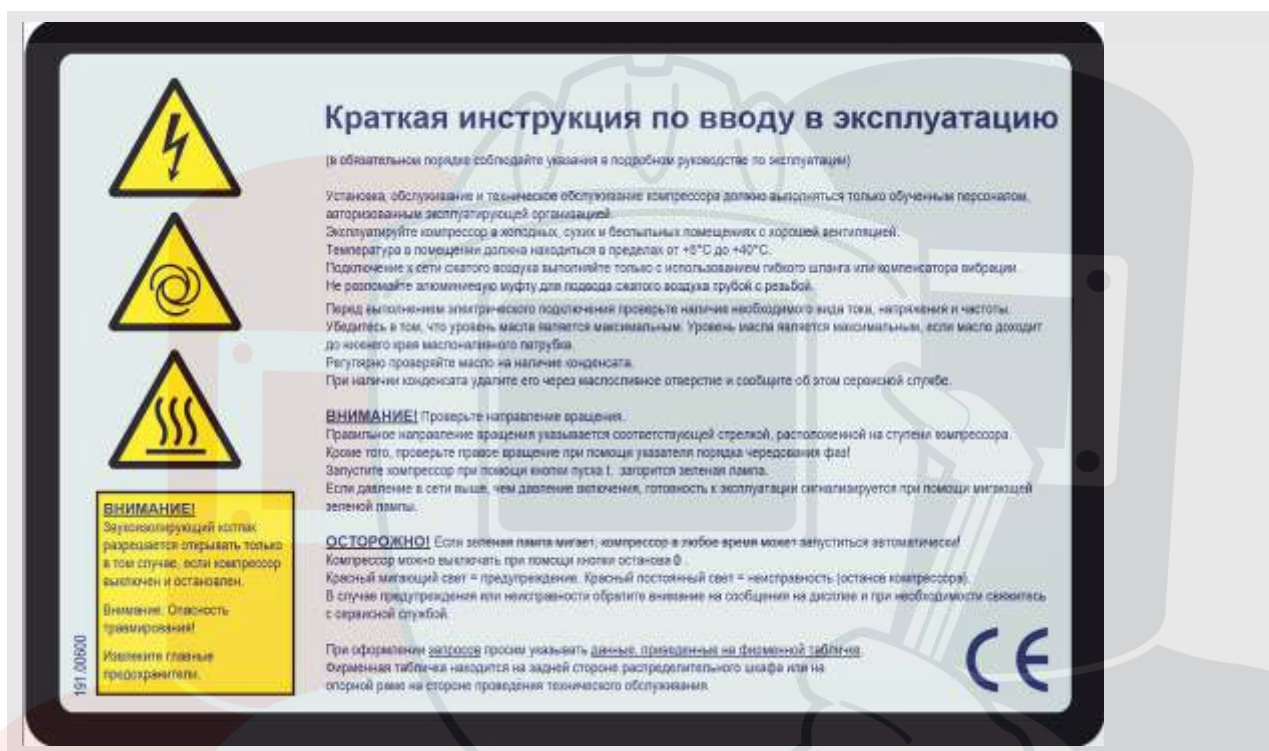 Краткая инструкция по вводу в эксплуатацию
(в обязательном порядке соблюдайте указания в подробном руководстве по эксплуатации)
Установка, обслуживание и техническое обслуживание компрессора должно выполняться только обученным персоналом,
авторизованным эксплуатирующей организацией.
Эксплуатируйте компрессор в холодных, сухих и беспыльных помещениях с хорошей вентиляцией.
Температура в помещении должна находиться в пределах от +5°C до +40°C.
Подключение к сети сжатого воздуха выполняйте только с использованием гибкого шланга или компенсатора вибрации.
Не разломайте алюминиевую муфту для подвода сжатого воздуха трубой с резьбой.
Перед выполнением электрического подключения проверьте наличие необходимого вида тока, напряжения и частоты.
Убедитесь в том, что уровень масла является максимальным. Уровень масла является максимальным, если масло доходит
до нижнего края маслоналивного патрубка.
Регулярно проверяйте масло на наличие конденсата.
При наличии конденсата удалите его через маслосливное отверстие и сообщите об этом сервисной службе.
ВНИМАНИЕ! Проверьте направление вращения.
Правильное направление вращения указывается соответствующей стрелкой, расположенной на ступени компрессора.
Кроме того, проверьте правое вращение при помощи указателя порядка чередования фаз!
Запустите компрессор при помощи кнопки пуска I. загорится зеленая лампа.
Если давление в сети выше, чем давление включения, готовность к эксплуатации сигнализируется при помощи мигающей
зеленой лампы.
ОСТОРОЖНО! Если зеленая лампа мигает, компрессор в любое время может запуститься автоматически!
Компрессор можно выключать при помощи кнопки останова 0 .
Красный мигающий свет = предупреждение. Красный постоянный свет = неисправность (останов компрессора).
В случае предупреждения или неисправности обратите внимание на сообщения на дисплее и при необходимости свяжитесь
с сервисной службой.
При оформлении запросов просим указывать данные, приведенные на фирменной табличке.
Фирменная табличка находится на задней стороне распределительного шкафа или на
опорной раме на стороне проведения технического обслуживания.
ВНИМАНИЕ!
Звукоизолирующий колпак
разрешается открывать только
в том случае, если компрессор
выключен и остановлен.
Внимание: Опасность
травмирования!
Извлеките главные
предохранители.
191.00600
CE